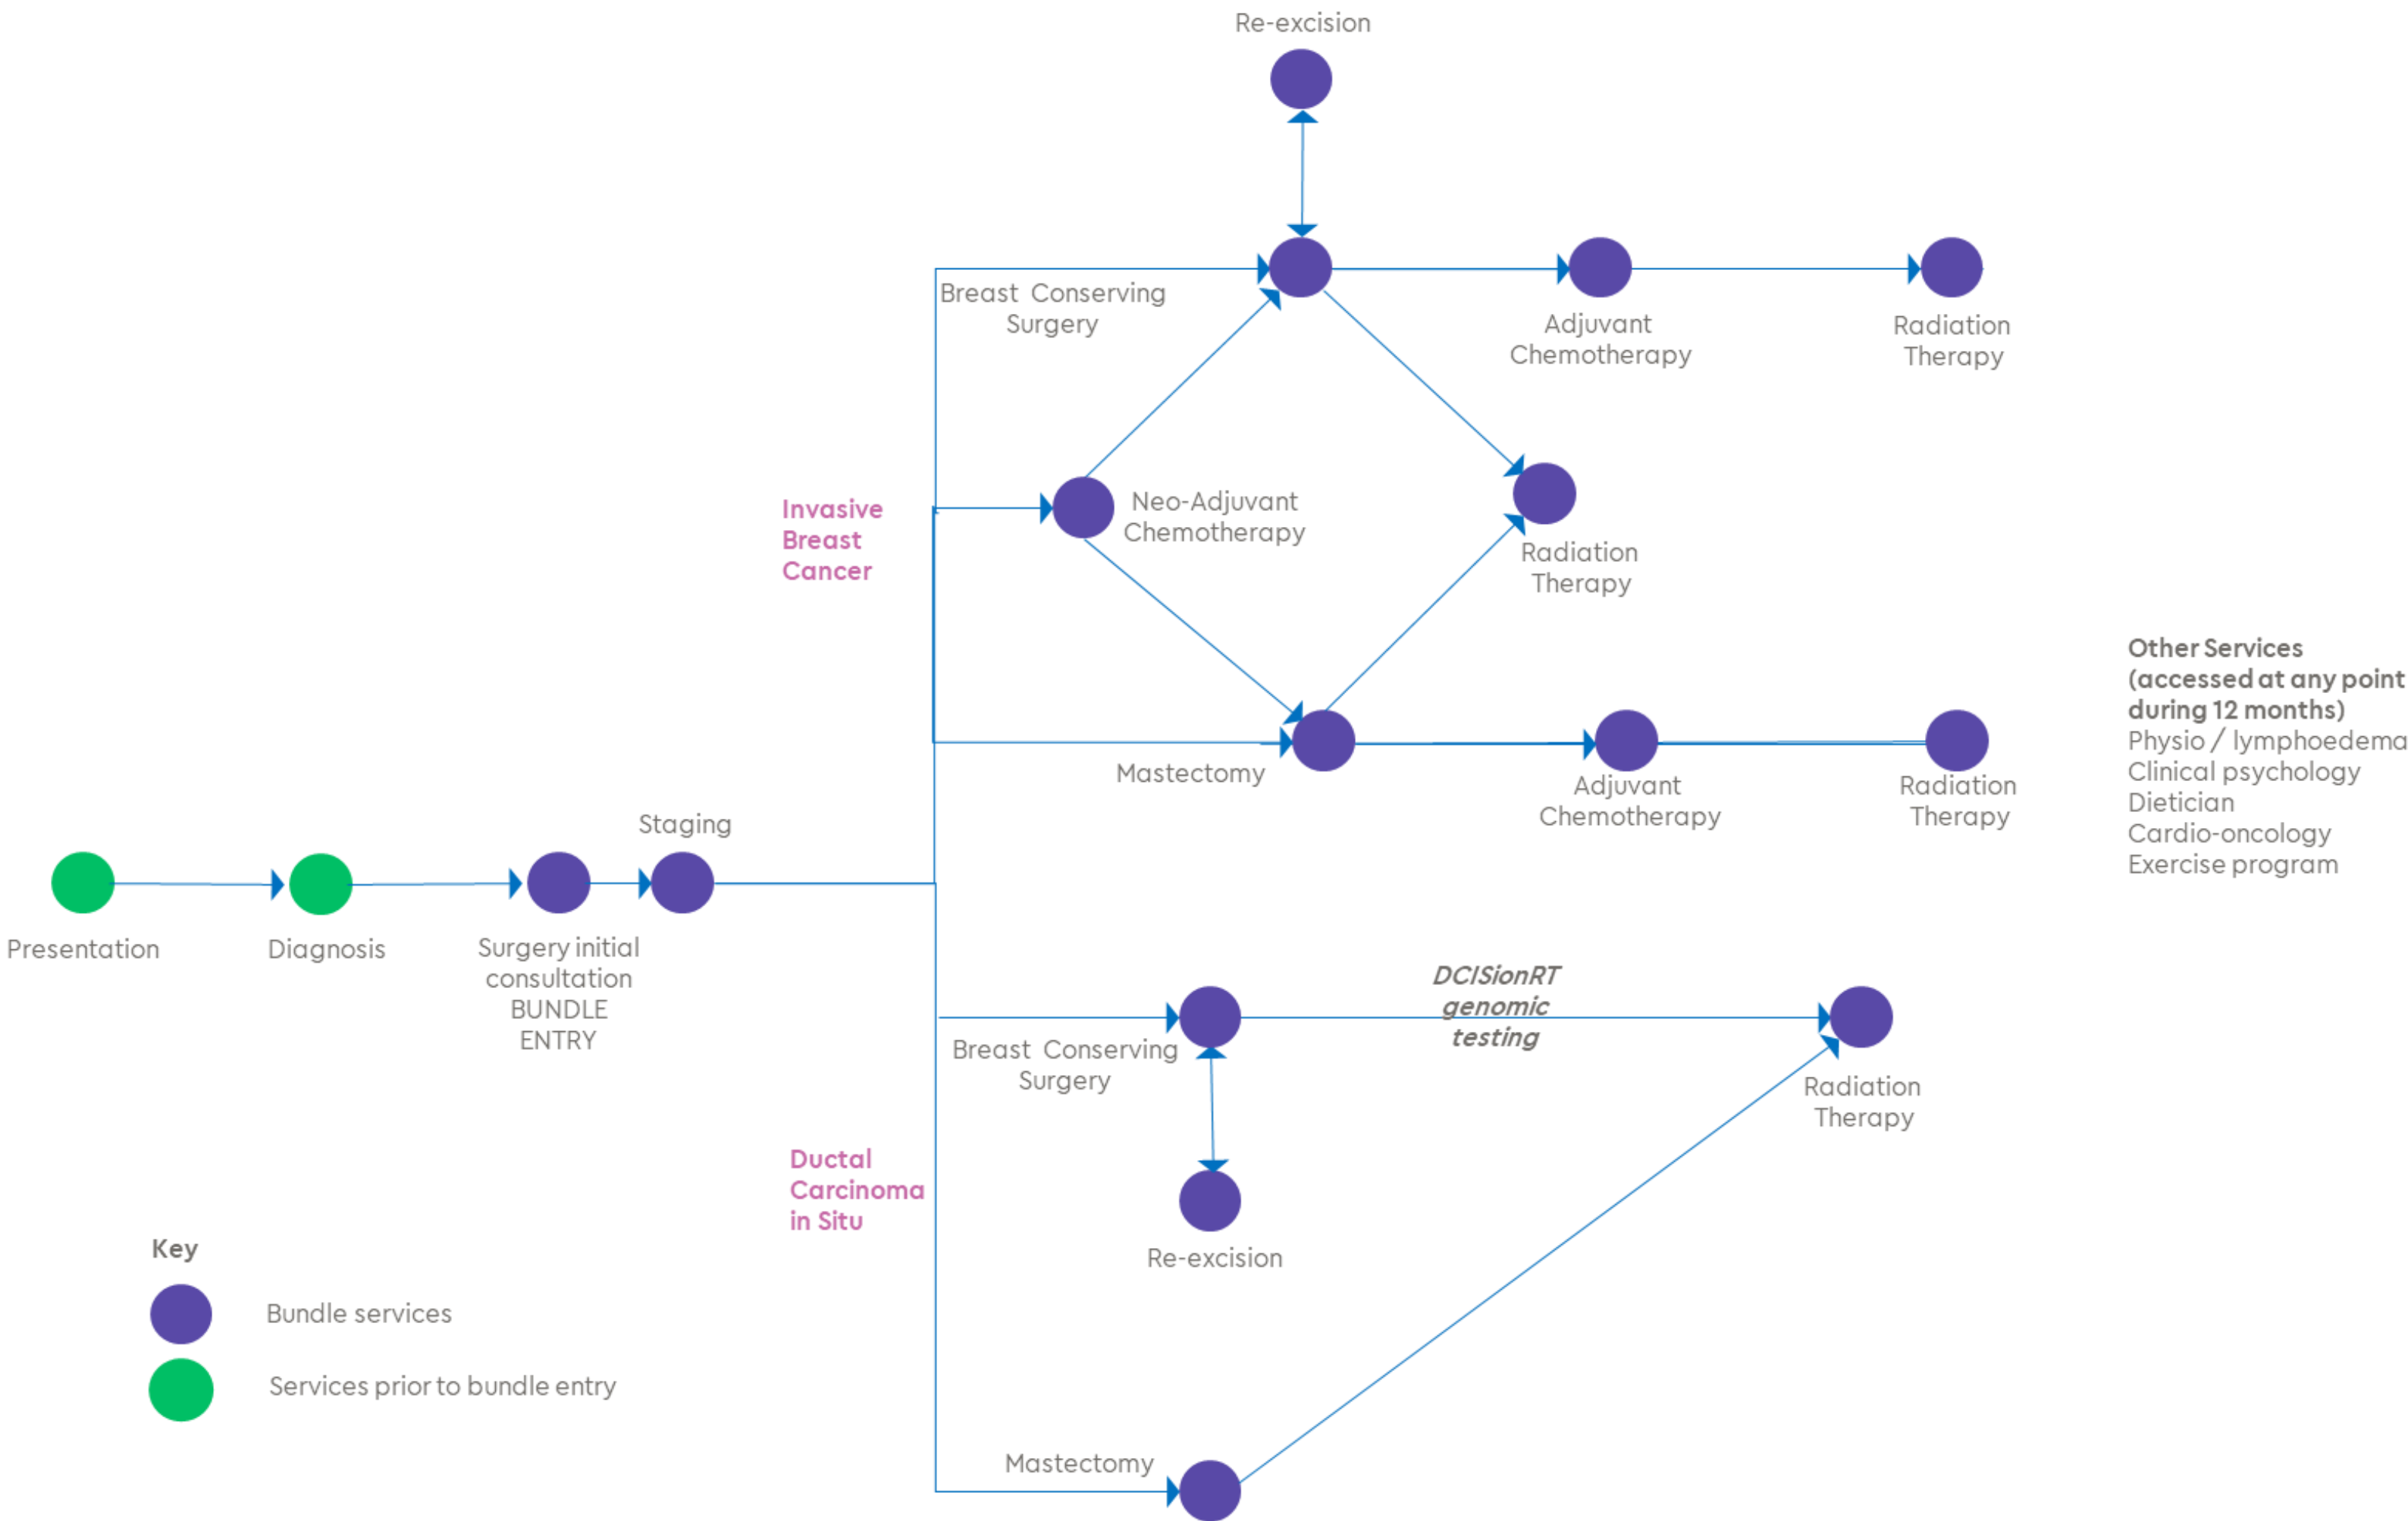 Re-excision
Breast Conserving
Surgery
Adjuvant
Chemotherapy
Radiation
Therapy
Invasive
Breast
Cancer
Neo-Adjuvant
Chemotherapy
Radiation
Therapy
Mastectomy
Adjuvant
Chemotherapy
Radiation
Therapy
Other Services
(accessed at any point
during 12 months)
Physio / lymphoedema
Clinical psychology
Dietician
Cardio-oncology
Exercise program
Staging
Presentation
Diagnosis
Surgery initial
consultation
BUNDLE
ENTRY
Breast Conserving
Surgery
DCISionRT
genomic
testing
Radiation
Therapy
Ductal
Carcinoma
in Situ
Re-excision
Mastectomy
Key
Bundle services
Services prior to bundle entry